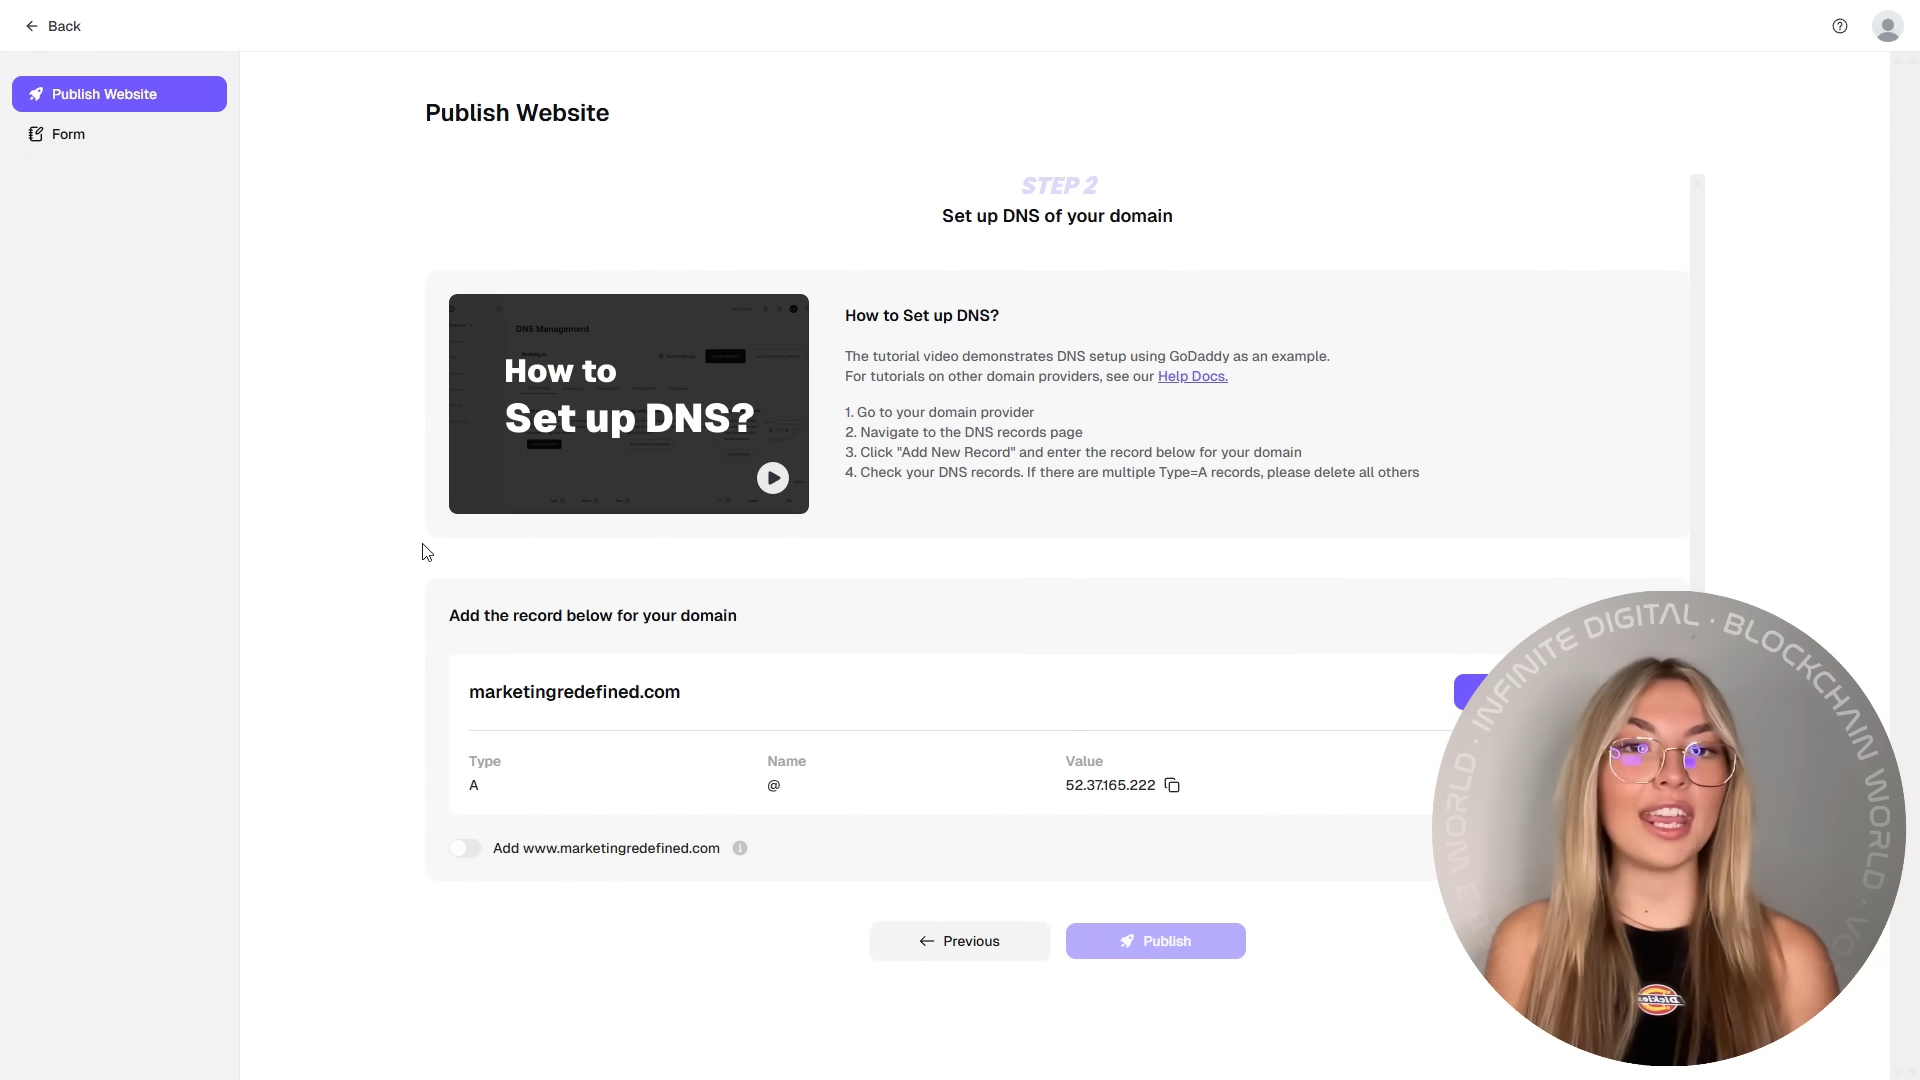 Back
Publish Website
Form
Publish Website
STEP 2
Set up DNS of your domain
DNS Management
How to
Set up DNS?
How to Set up DNS?
The tutorial video demonstrates DNS setup using GoDaddy as an example.
For tutorials on other domain providers, see our Help Docs.
1. Go to your domain provider
2. Navigate to the DNS records page
3. Click "Add New Record" and enter the record below for your domain
4. Check your DNS records. If there are multiple Type=A records, please delete all others
Add the record below for your domain
marketingredefined.com
Type
Name
Value
A
@
52.37.165.222
Add www.marketingredefined.com
Previous
Publish
WORLD · INFINITE DIGITAL · BLOCKCHAIN WORLD ·
Dickies